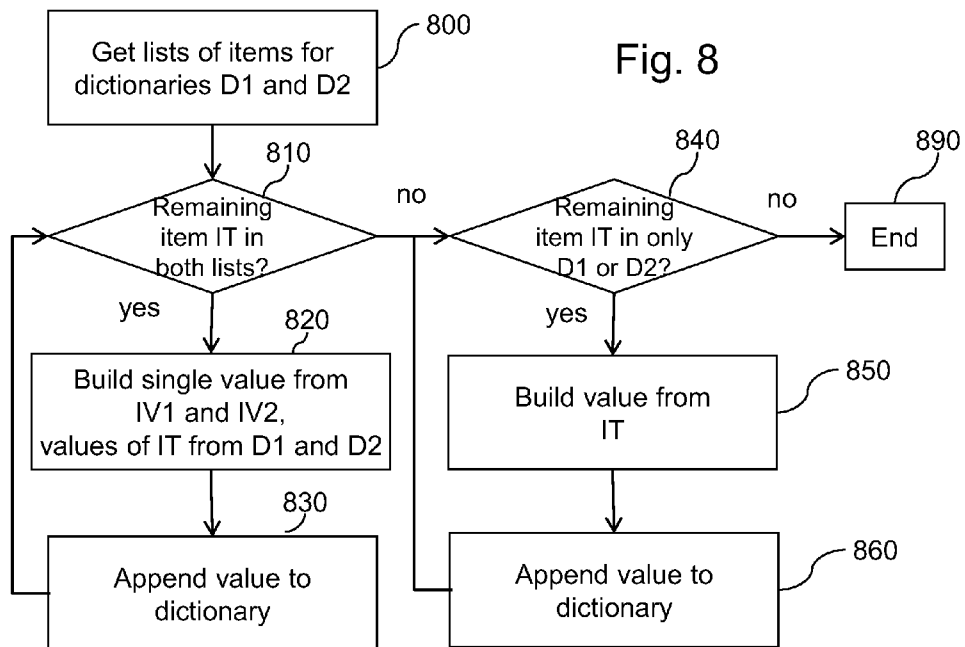 Fig. 8
800
Get lists of items for
dictionaries D1 and D2
810
Remaining
item IT in
both lists?
no
yes
820
Build single value from
IV1 and IV2,
values of IT from D1 and D2
830
Append value to
dictionary
840
Remaining
item IT in only
D1 or D2?
no
yes
890
End
850
Build value from
IT
860
Append value to
dictionary